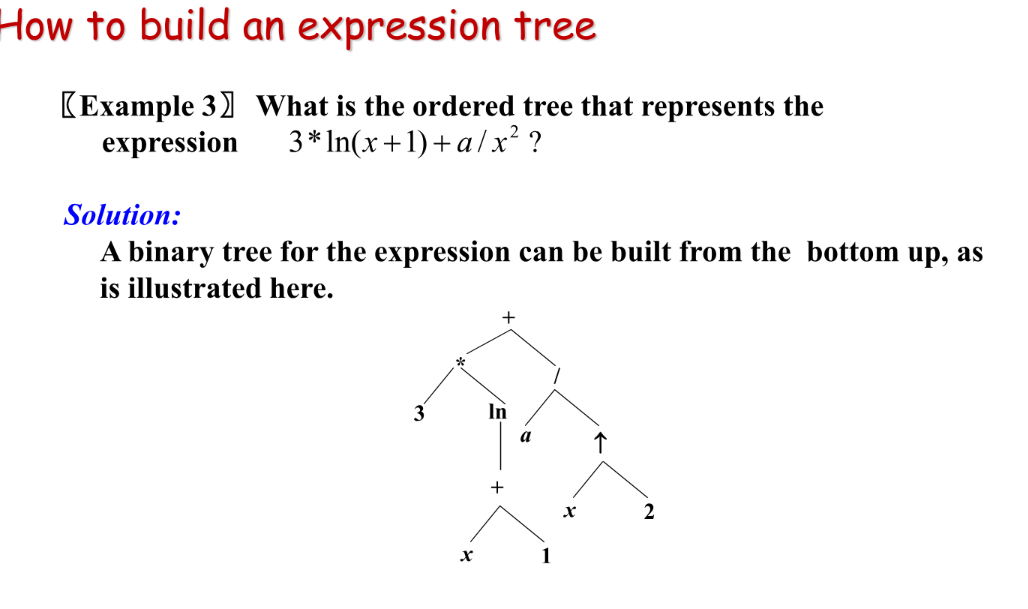 How to build an expression tree
〖Example 3〗 What is the ordered tree that represents the
expression 3*ln(x+1)+a/x² ?
Solution:
A binary tree for the expression can be built from the bottom up, as
is illustrated here.
+
*
/
3
ln
a
↑
+
x
2
x
1